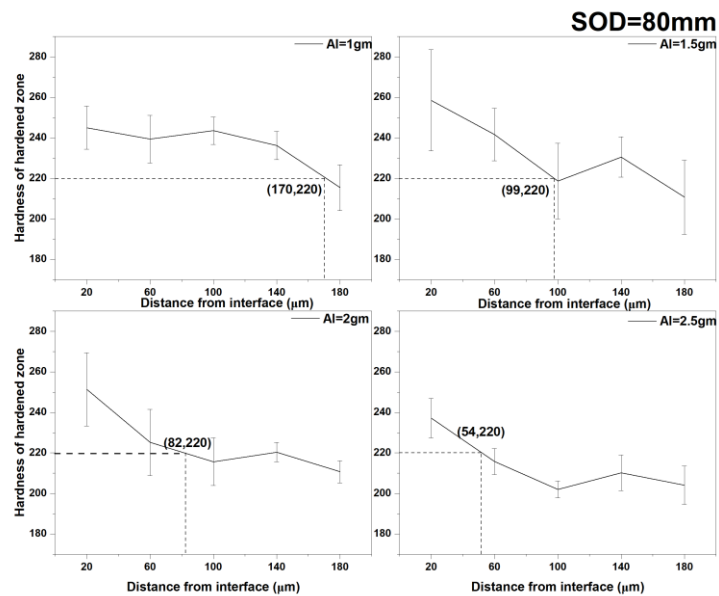 SOD=80mm
Al=1gm
Hardness of hardened zone
280
260
240
220
200
180
(170,220)
20 60 100 140 180
Distance from interface (μm)
Al=1.5gm
280
260
240
220
200
180
(99,220)
20 60 100 140 180
Distance from interface (μm)
Al=2gm
Hardness of hardened zone
280
260
240
220
200
180
(82,220)
20 60 100 140 180
Distance from interface (μm)
Al=2.5gm
280
260
240
220
200
180
(54,220)
20 60 100 140 180
Distance from interface (μm)